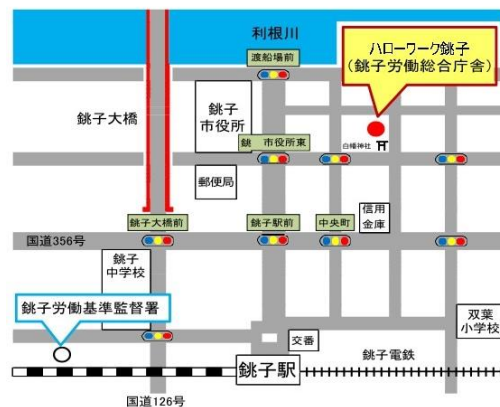 利根川
渡船場前
ハローワーク銚子
(銚子労働総合庁舎)
銚子大橋
銚子
市役所
白幡神社
銚 市役所東
郵便局
銚子大橋前
銚子駅前
中央町
信用
金庫
国道356号
銚子
中学校
銚子労働基準監督署
双葉
小学校
交番
銚子駅
銚子電鉄
国道126号